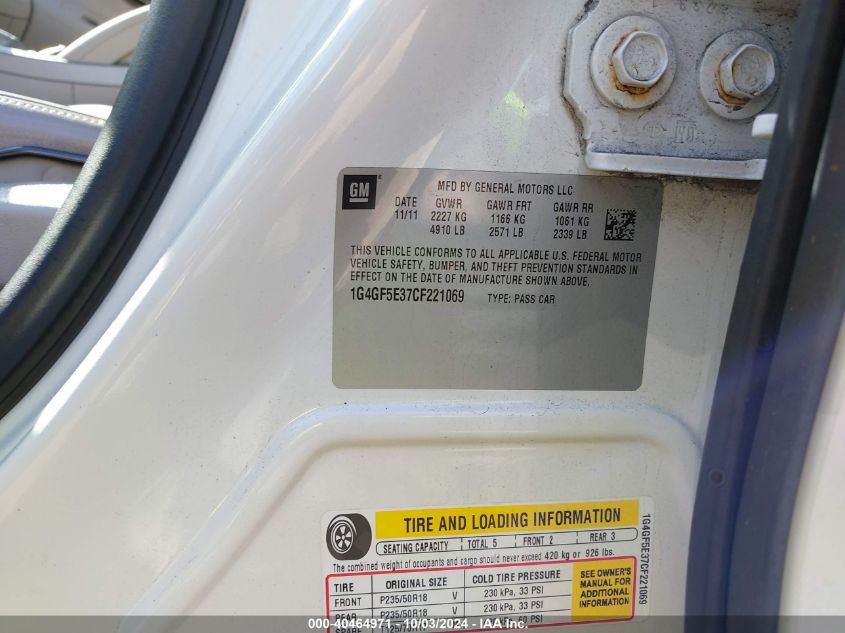 GM
MFD BY GENERAL MOTORS LLC
DATE GVWR GAWR FRT GAWR RR
11/11 2227 KG 1166 KG 1061 KG
4910 LB 2571 LB 2339 LB
THIS VEHICLE CONFORMS TO ALL APPLICABLE U.S. FEDERAL MOTOR
VEHICLE SAFETY, BUMPER, AND THEFT PREVENTION STANDARDS IN
EFFECT ON THE DATE OF MANUFACTURE SHOWN ABOVE.
1G4GF5E37CF221069 TYPE: PASS CAR
TIRE AND LOADING INFORMATION
SEATING CAPACITY TOTAL 5 FRONT 2 REAR 3
The combined weight of occupants and cargo should never exceed 420 kg or 926 lbs.
TIRE ORIGINAL SIZE COLD TIRE PRESSURE
FRONT P235/50R18 V 230 kPa, 33 PSI
REAR P235/50R18 V 230 kPa, 33 PSI
SPARE PSI
SEE OWNER'S
MANUAL FOR
ADDITIONAL
INFORMATION
1G4GF5E37CF221069
000-40464971 - 10/03/2024 - IAA Inc.